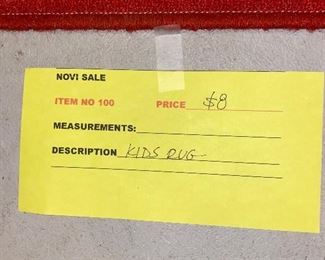 NOVI SALE
ITEM NO 100 PRICE $8
MEASUREMENTS:
DESCRIPTION KIDS RUG